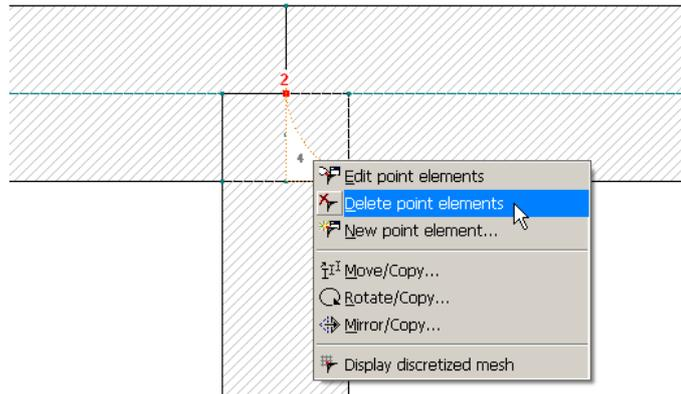 2
4
Edit point elements
Delete point elements
New point element...
Move/Copy...
Rotate/Copy...
Mirror/Copy...
Display discretized mesh